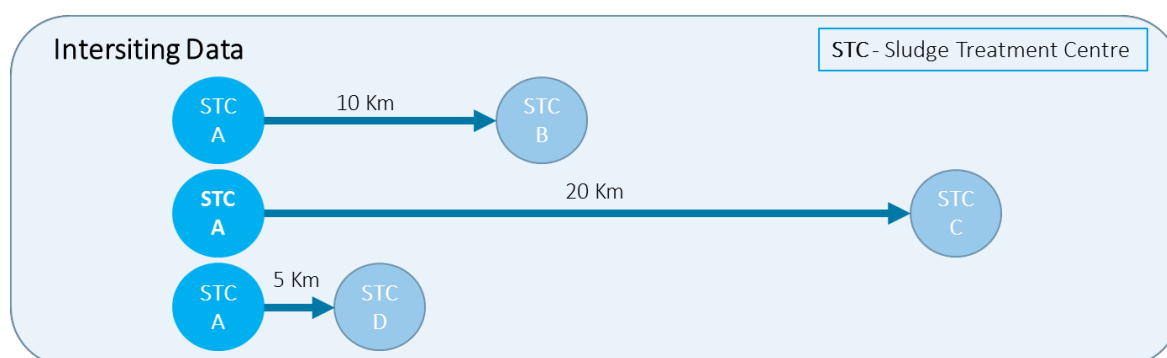 Intersiting Data
STC - Sludge Treatment Centre
STC
A
10 Km
STC
B
STC
A
20 Km
STC
C
STC
A
5 Km
STC
D